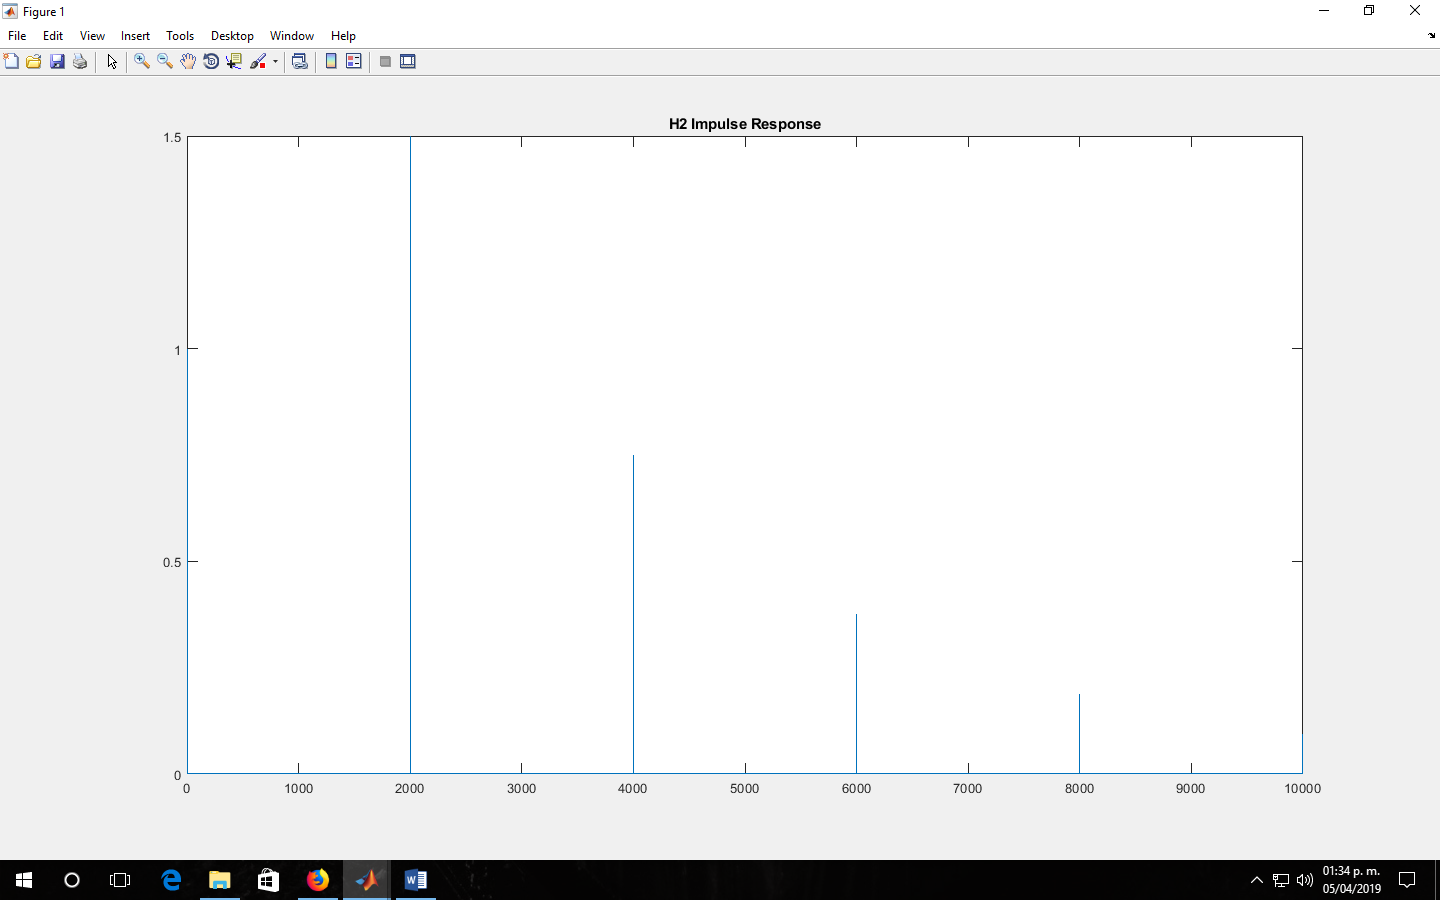 Figure 1
File Edit View Insert Tools Desktop Window Help
H2 Impulse Response
1.5
1
0.5
0
0 1000 2000 3000 4000 5000 6000 7000 8000 9000 10000
01:34 p. m.
05/04/2019